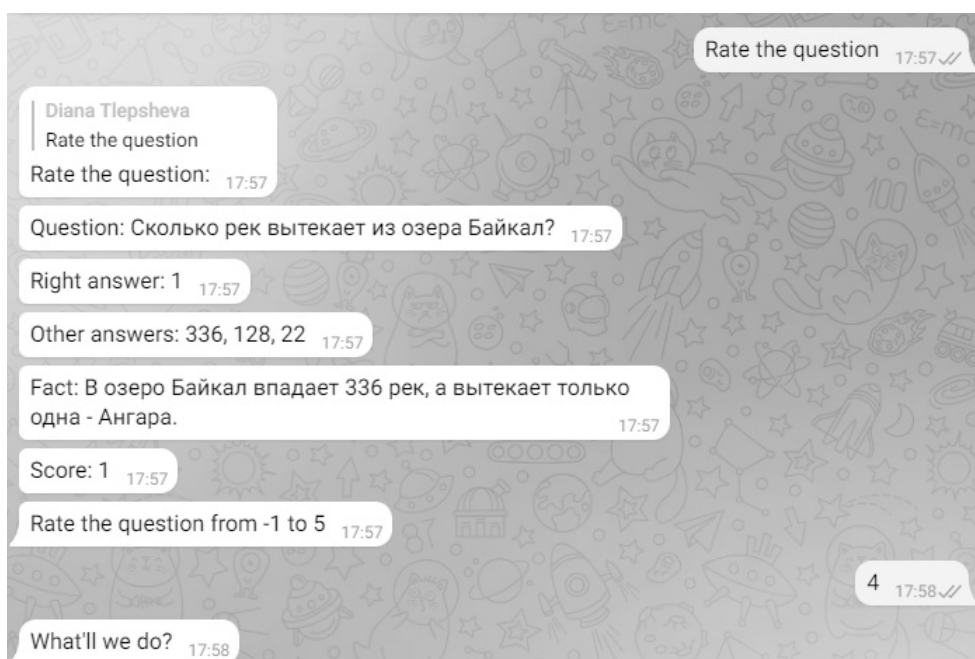 Rate the question 17:57
Diana Tlepsheva
Rate the question
Rate the question: 17:57
Question: Сколько рек вытекает из озера Байкал? 17:57
Right answer: 1 17:57
Other answers: 336, 128, 22 17:57
Fact: В озеро Байкал впадает 336 рек, а вытекает только
одна - Ангара. 17:57
Score: 1 17:57
Rate the question from -1 to 5 17:57
4 17:58
What'll we do? 17:58